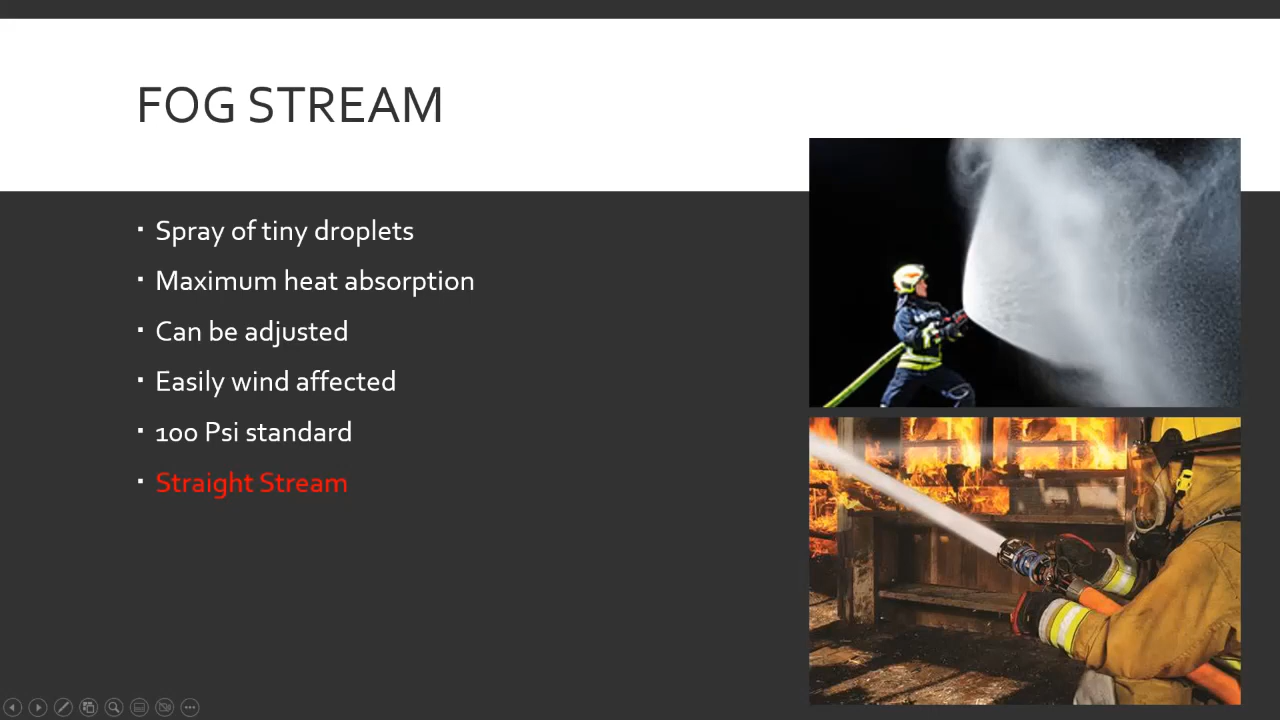 FOG STREAM
▪ Spray of tiny droplets
▪ Maximum heat absorption
▪ Can be adjusted
▪ Easily wind affected
▪ 100 Psi standard
▪ Straight Stream